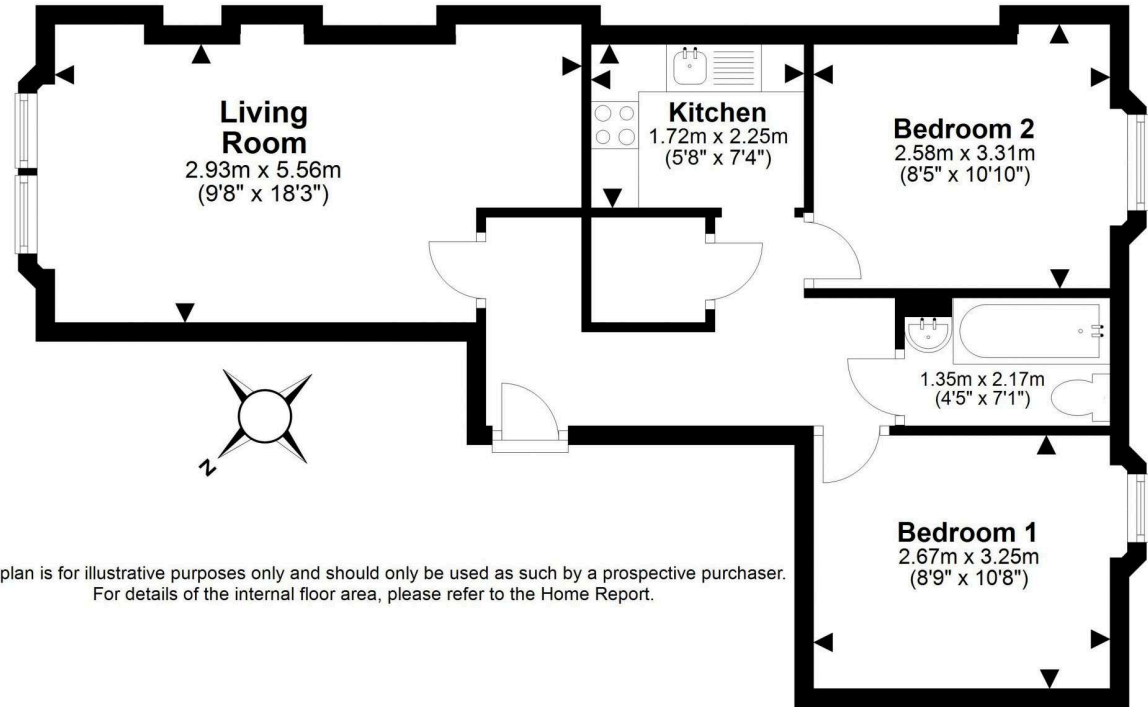 Living
Room
2.93m x 5.56m
(9'8" x 18'3")
Kitchen
1.72m x 2.25m
(5'8" x 7'4")
Bedroom 2
2.58m x 3.31m
(8'5" x 10'10")
1.35m x 2.17m
(4'5" x 7'1")
N
Bedroom 1
2.67m x 3.25m
(8'9" x 10'8")
plan is for illustrative purposes only and should only be used as such by a prospective purchaser.
For details of the internal floor area, please refer to the Home Report.